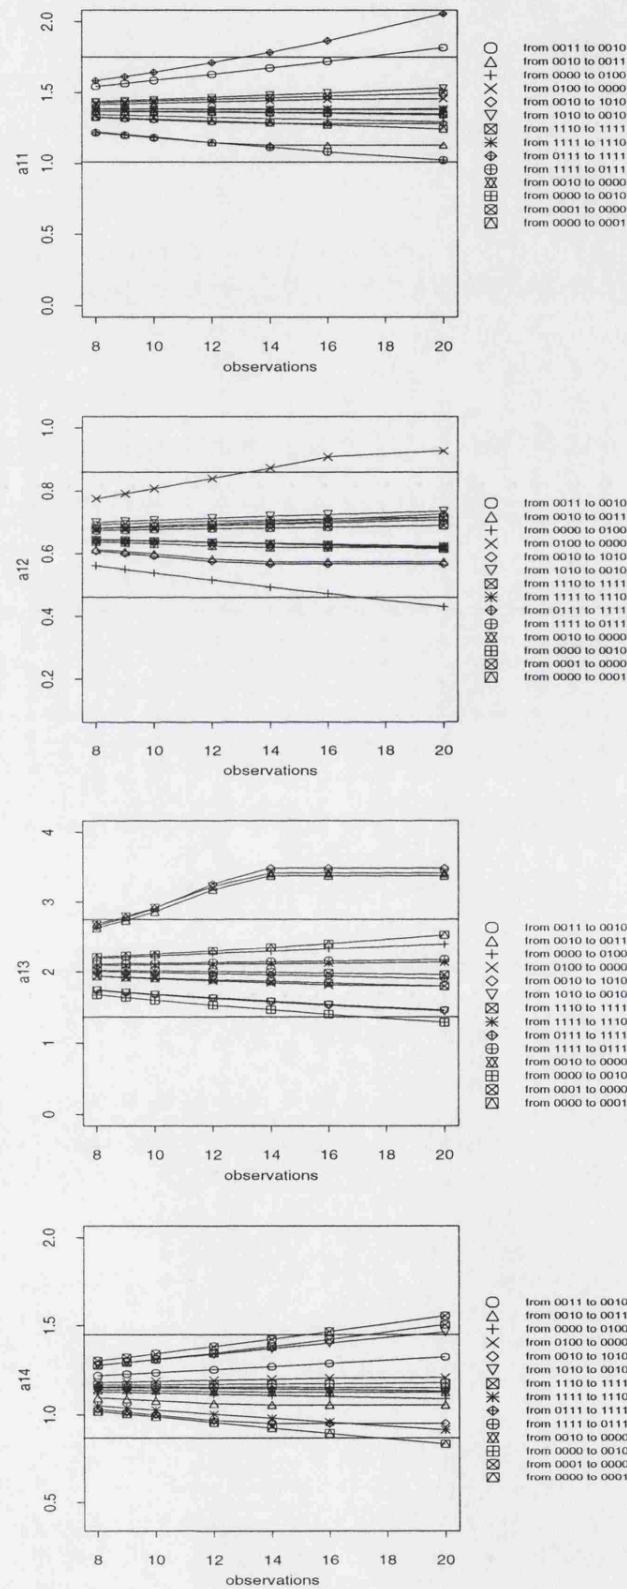 2.0
1.5
1.0
0.5
0.0
a11
8 10 12 14 16 18 20
observations
from 0011 to 0010
from 0010 to 0011
from 0000 to 0100
from 0100 to 0000
from 0010 to 1010
from 1010 to 0010
from 1110 to 1111
from 1111 to 1110
from 0111 to 1111
from 1111 to 0111
from 0010 to 0000
from 0000 to 0010
from 0001 to 0000
from 0000 to 0001
1.0
0.8
0.6
0.4
0.2
a12
8 10 12 14 16 18 20
observations
from 0011 to 0010
from 0010 to 0011
from 0000 to 0100
from 0100 to 0000
from 0010 to 1010
from 1010 to 0010
from 1110 to 1111
from 1111 to 1110
from 0111 to 1111
from 1111 to 0111
from 0010 to 0000
from 0000 to 0010
from 0001 to 0000
from 0000 to 0001
4
3
2
1
0
a13
8 10 12 14 16 18 20
observations
from 0011 to 0010
from 0010 to 0011
from 0000 to 0100
from 0100 to 0000
from 0010 to 1010
from 1010 to 0010
from 1110 to 1111
from 1111 to 1110
from 0111 to 1111
from 1111 to 0111
from 0010 to 0000
from 0000 to 0010
from 0001 to 0000
from 0000 to 0001
2.0
1.5
1.0
0.5
a14
8 10 12 14 16 18 20
observations
from 0011 to 0010
from 0010 to 0011
from 0000 to 0100
from 0100 to 0000
from 0010 to 1010
from 1010 to 0010
from 1110 to 1111
from 1111 to 1110
from 0111 to 1111
from 1111 to 0111
from 0010 to 0000
from 0000 to 0010
from 0001 to 0000
from 0000 to 0001